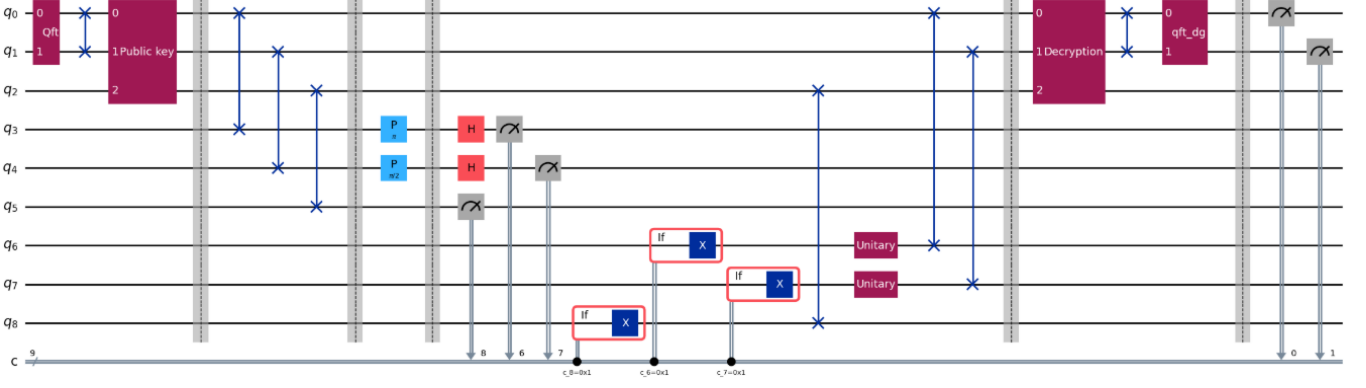 q0 0 Qft 0 0 0
q1 1 1 Public key 1 Decryption 1 qft_dg
q2 2 2
q3 P π H
q4 P π/2 H
q5
q6 If X Unitary
q7 If X Unitary
q8 If X
c 9 8 6 7 0 1
c_8=0x1 c_6=0x1 c_7=0x1